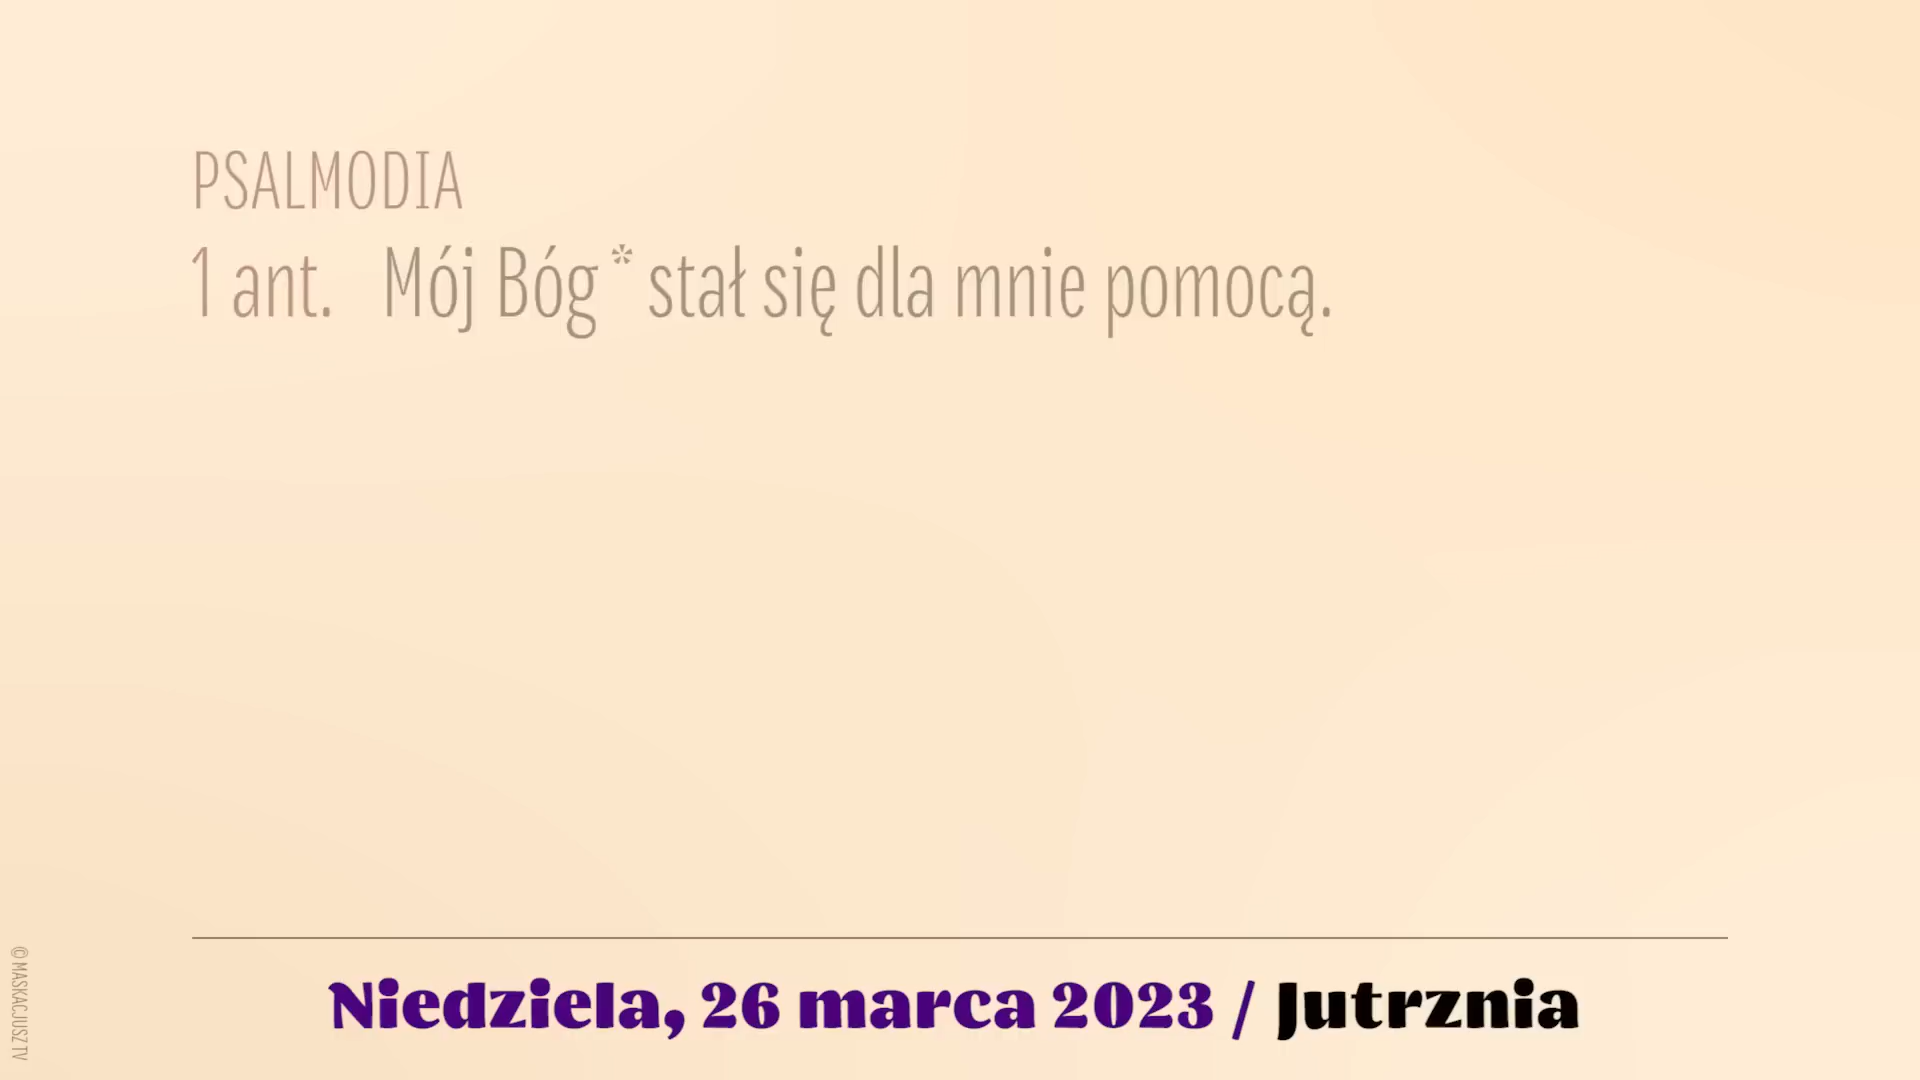 PSALMODIA
1 ant. Mój Bóg * stał się dla mnie pomocą.
Niedziela, 26 marca 2023 / Jutrznia
© MASKACJUSZ TV